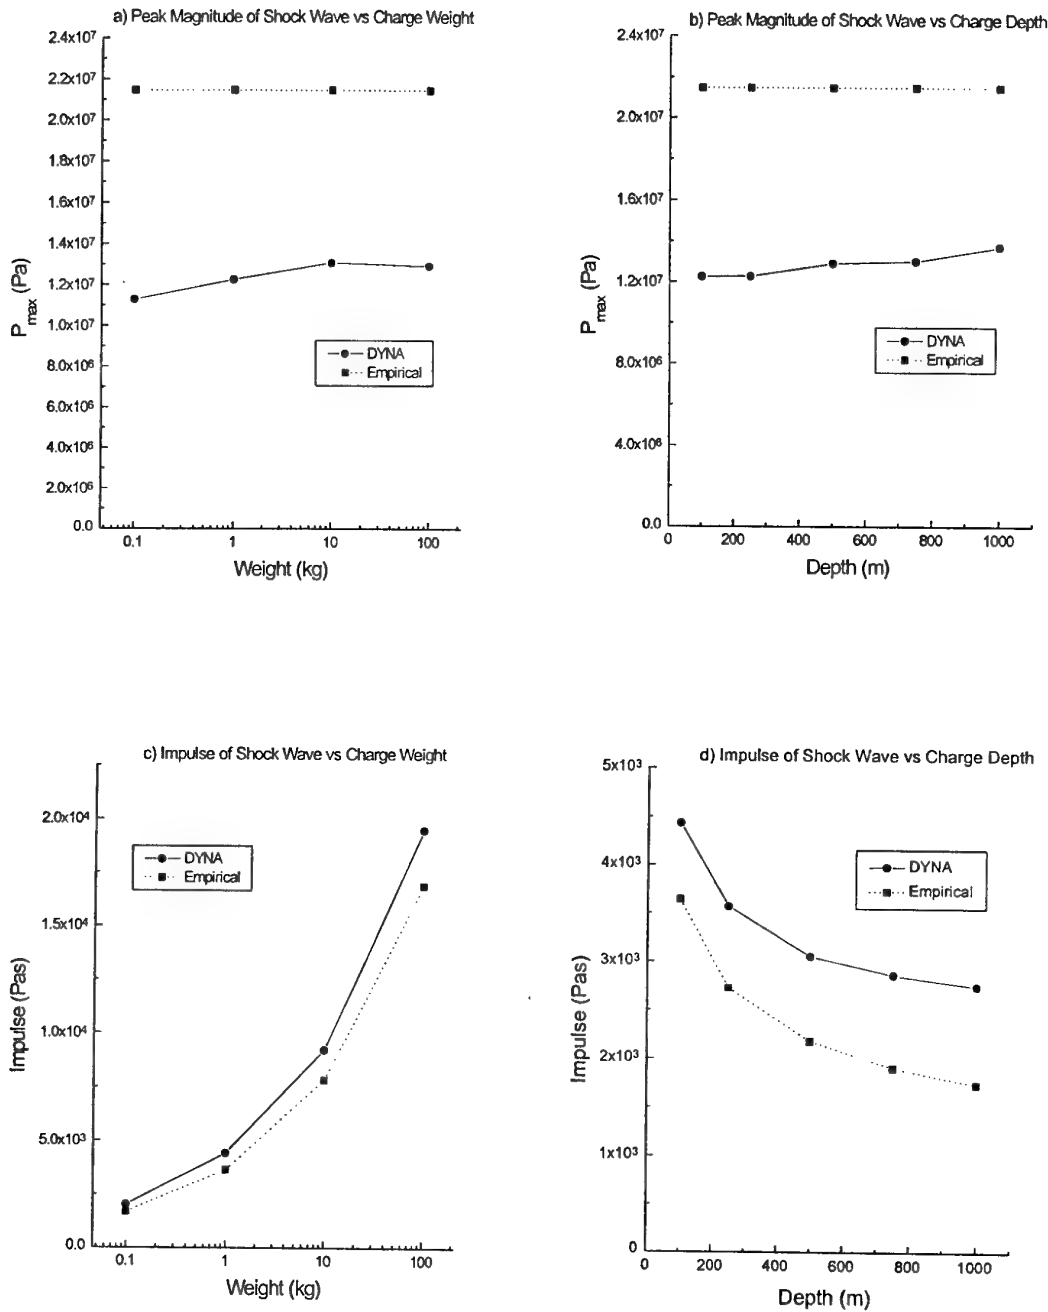 a) Peak Magnitude of Shock Wave vs Charge Weight
2.4x10⁷
2.2x10⁷
2.0x10⁷
1.8x10⁷
1.6x10⁷
1.4x10⁷
1.2x10⁷
1.0x10⁷
8.0x10⁶
6.0x10⁶
4.0x10⁶
2.0x10⁶
0.0
P max (Pa)
DYNA
Empirical
0.1 1 10 100
Weight (kg)
b) Peak Magnitude of Shock Wave vs Charge Depth
2.4x10⁷
2.0x10⁷
1.6x10⁷
1.2x10⁷
8.0x10⁶
4.0x10⁶
0.0
P max (Pa)
DYNA
Empirical
0 200 400 600 800 1000
Depth (m)
c) Impulse of Shock Wave vs Charge Weight
2.0x10⁴
1.5x10⁴
1.0x10⁴
5.0x10³
0.0
Impulse (Pas)
DYNA
Empirical
0.1 1 10 100
Weight (kg)
d) Impulse of Shock Wave vs Charge Depth
5x10³
4x10³
3x10³
2x10³
1x10³
0
Impulse (Pas)
DYNA
Empirical
0 200 400 600 800 1000
Depth (m)